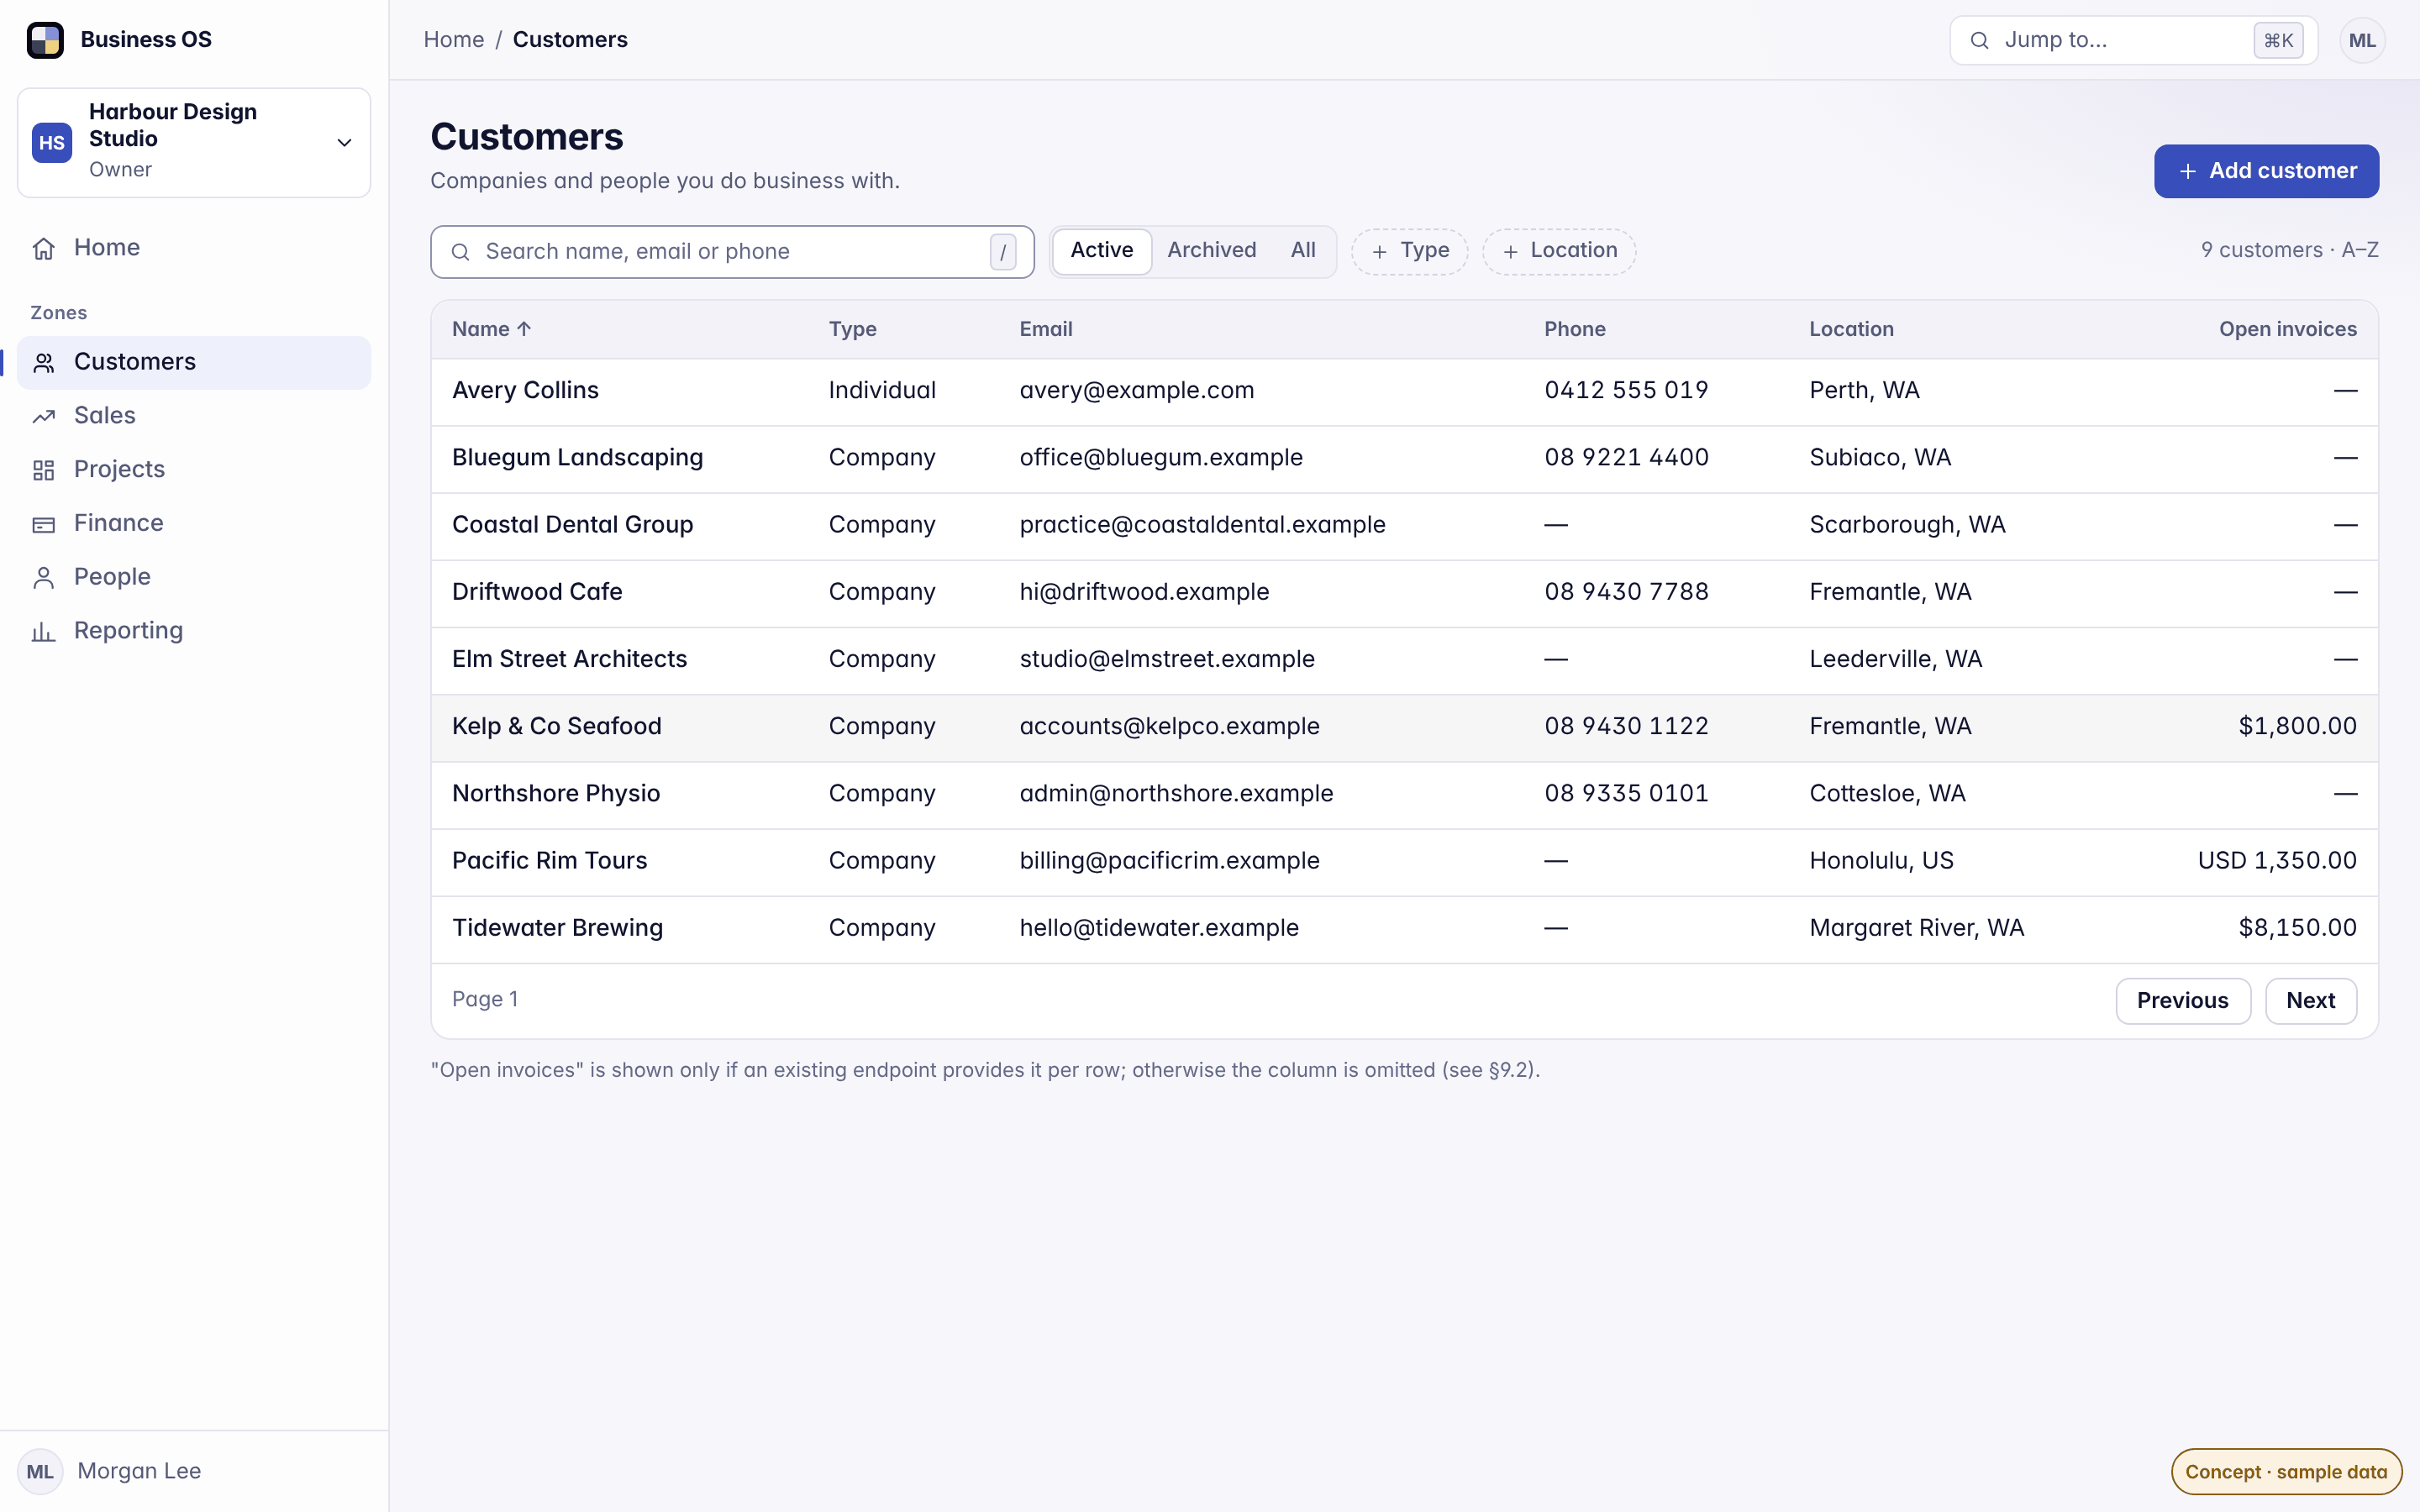 Business OS
Harbour Design
Studio
Owner
HS
Home
Zones
Customers
Sales
Projects
Finance
People
Reporting
ML Morgan Lee
Home / Customers
Jump to... ⌘K ML
Customers
Companies and people you do business with.
+ Add customer
Search name, email or phone /
Active Archived All + Type + Location
9 customers · A–Z
Name ↑ Type Email Phone Location Open invoices
Avery Collins Individual avery@example.com 0412 555 019 Perth, WA —
Bluegum Landscaping Company office@bluegum.example 08 9221 4400 Subiaco, WA —
Coastal Dental Group Company practice@coastaldental.example — Scarborough, WA —
Driftwood Cafe Company hi@driftwood.example 08 9430 7788 Fremantle, WA —
Elm Street Architects Company studio@elmstreet.example — Leederville, WA —
Kelp & Co Seafood Company accounts@kelpco.example 08 9430 1122 Fremantle, WA $1,800.00
Northshore Physio Company admin@northshore.example 08 9335 0101 Cottesloe, WA —
Pacific Rim Tours Company billing@pacificrim.example — Honolulu, US USD 1,350.00
Tidewater Brewing Company hello@tidewater.example — Margaret River, WA $8,150.00
Page 1 Previous Next
"Open invoices" is shown only if an existing endpoint provides it per row; otherwise the column is omitted (see §9.2).
Concept · sample data